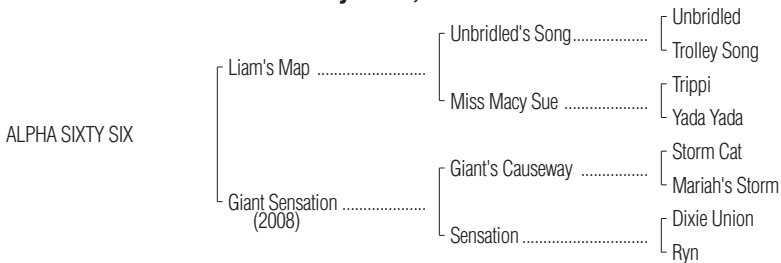 Unbridled
Unbridled's Song.................
Trolley Song
Liam's Map ..........................
Trippi
Miss Macy Sue ....................
Yada Yada
ALPHA SIXTY SIX
Storm Cat
Giant's Causeway ................
Mariah's Storm
Giant Sensation ....................
(2008)
Dixie Union
Sensation ..............................
Ryn